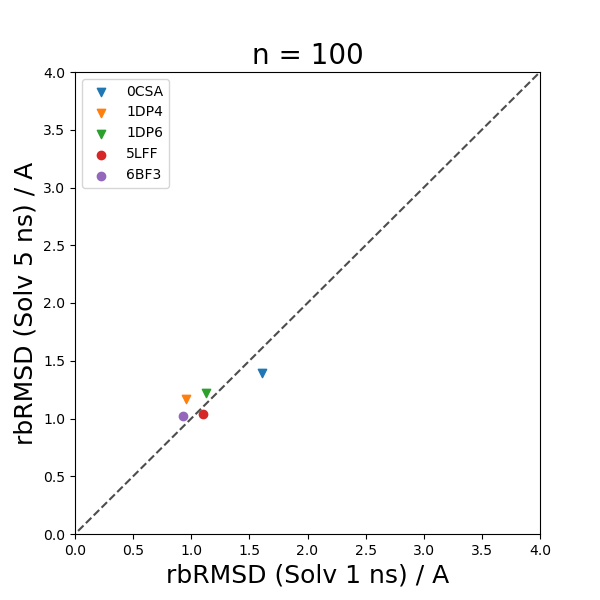 n = 100
0CSA
1DP4
1DP6
5LFF
6BF3
rbRMSD (Solv 5 ns) / A
4.0
3.5
3.0
2.5
2.0
1.5
1.0
0.5
0.0
0.0 0.5 1.0 1.5 2.0 2.5 3.0 3.5 4.0
rbRMSD (Solv 1 ns) / A